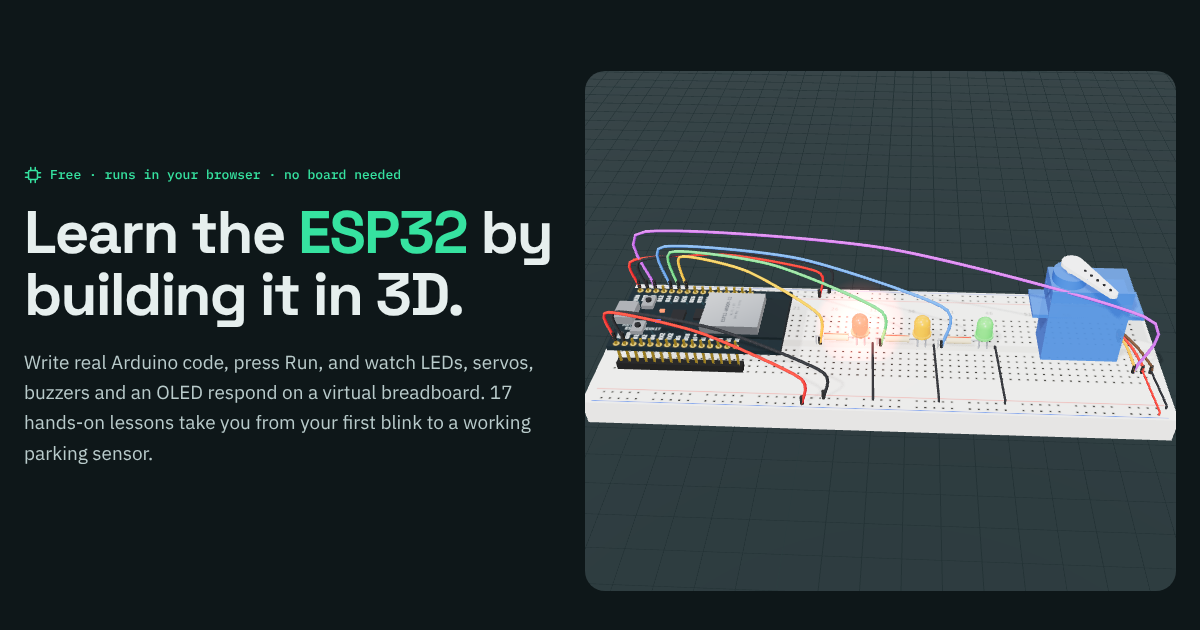 Free · runs in your browser · no board needed
Learn the ESP32 by
building it in 3D.
Write real Arduino code, press Run, and watch LEDs, servos,
buzzers and an OLED respond on a virtual breadboard. 17
hands-on lessons take you from your first blink to a working
parking sensor.